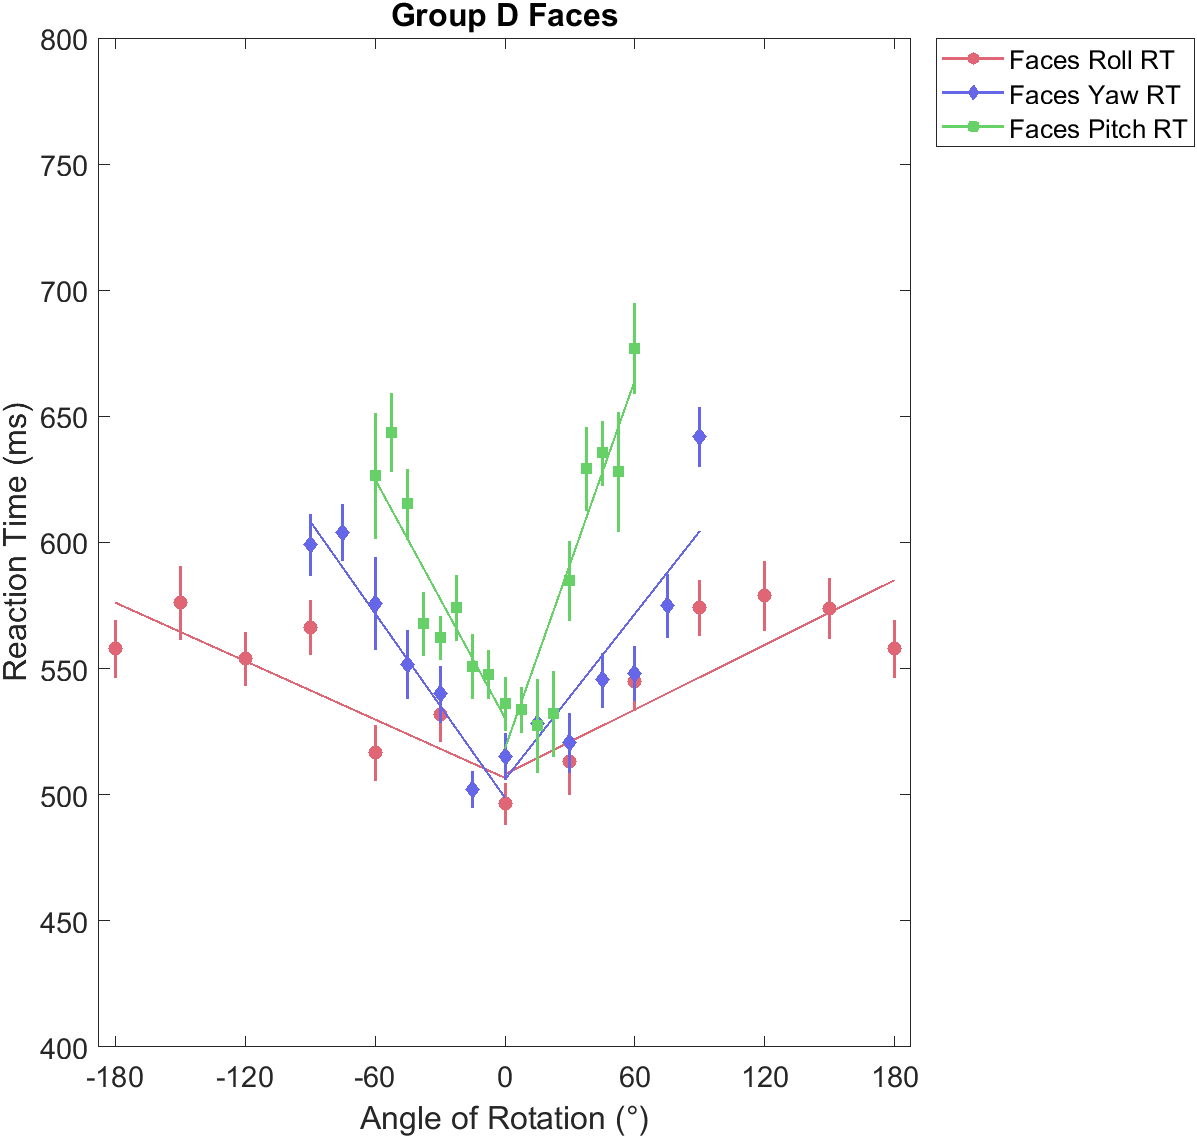 Group D Faces
800
750
700
650
600
550
500
450
400
-180
-120
-60
0
60
120
180
Reaction Time (ms)
Angle of Rotation (°)
Faces Roll RT
Faces Yaw RT
Faces Pitch RT